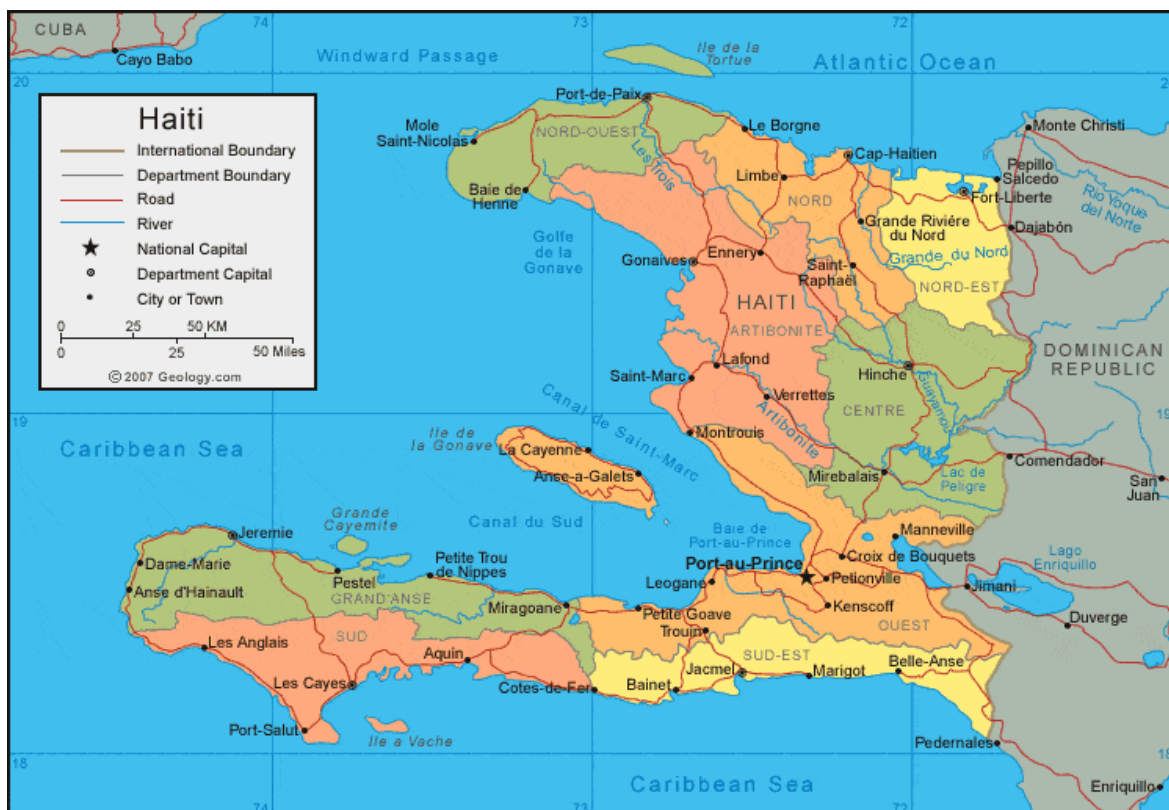 74
73
72
CUBA
Cayo Babo
Windward Passage
Ile de la
Tortue
Atlantic Ocean
20
20
Haiti
International Boundary
Department Boundary
Road
River
National Capital
Department Capital
City or Town
0 25 50 KM
0 25 50 Miles
© 2007 Geology.com
Port-de-Paix
Mole
Saint-Nicolas
NORD-OUEST
Le Borgne
Monte Christi
Les Trois
Cap-Haitien
Pepillo
Salcedo
Limbe
Baie de
Henne
NORD
Fort-Liberte
Rio Yoque
del Norte
Grande Riviére
du Nord
Dajabón
Golfe
de la
Gonave
Gonaives
Ennery
Saint-
Raphaël
Grande du Nord
NORD-EST
HAITI
ARTIBONITE
DOMINICAN
REPUBLIC
Lafond
Saint-Marc
Hinche
Guayamou
Verrettes
CENTRE
19
19
Canal de Saint-Marc
Artibonite
Caribbean Sea
Ile de
la Gonave
Montrouis
La Cayenne
Anse-a-Galets
Comendador
Mirebalais
Lac de
Peligre
San
Juan
Grande
Cayemite
Canal du Sud
Baie de
Port-au-Prince
Manneville
Jeremie
Croix de Bouquets
Dame-Marie
Petite Trou
de Nippes
Port-au-Prince
Lago
Enriquillo
Pestel
Leogane
Petionville
Jimani
Anse d'Hainault
GRAND'ANSE
Miragoane
Kenscoff
Petite Goave
OUEST
Duverge
Les Anglais
SUD
Trouin
Aquin
SUD-EST
Jacmel
Marigot
Belle-Anse
Les Cayes
Cotes-de-Fer
Bainet
Port-Salut
Ile a Vache
Pedernales
18
18
Caribbean Sea
Enriquillo
74
73
72